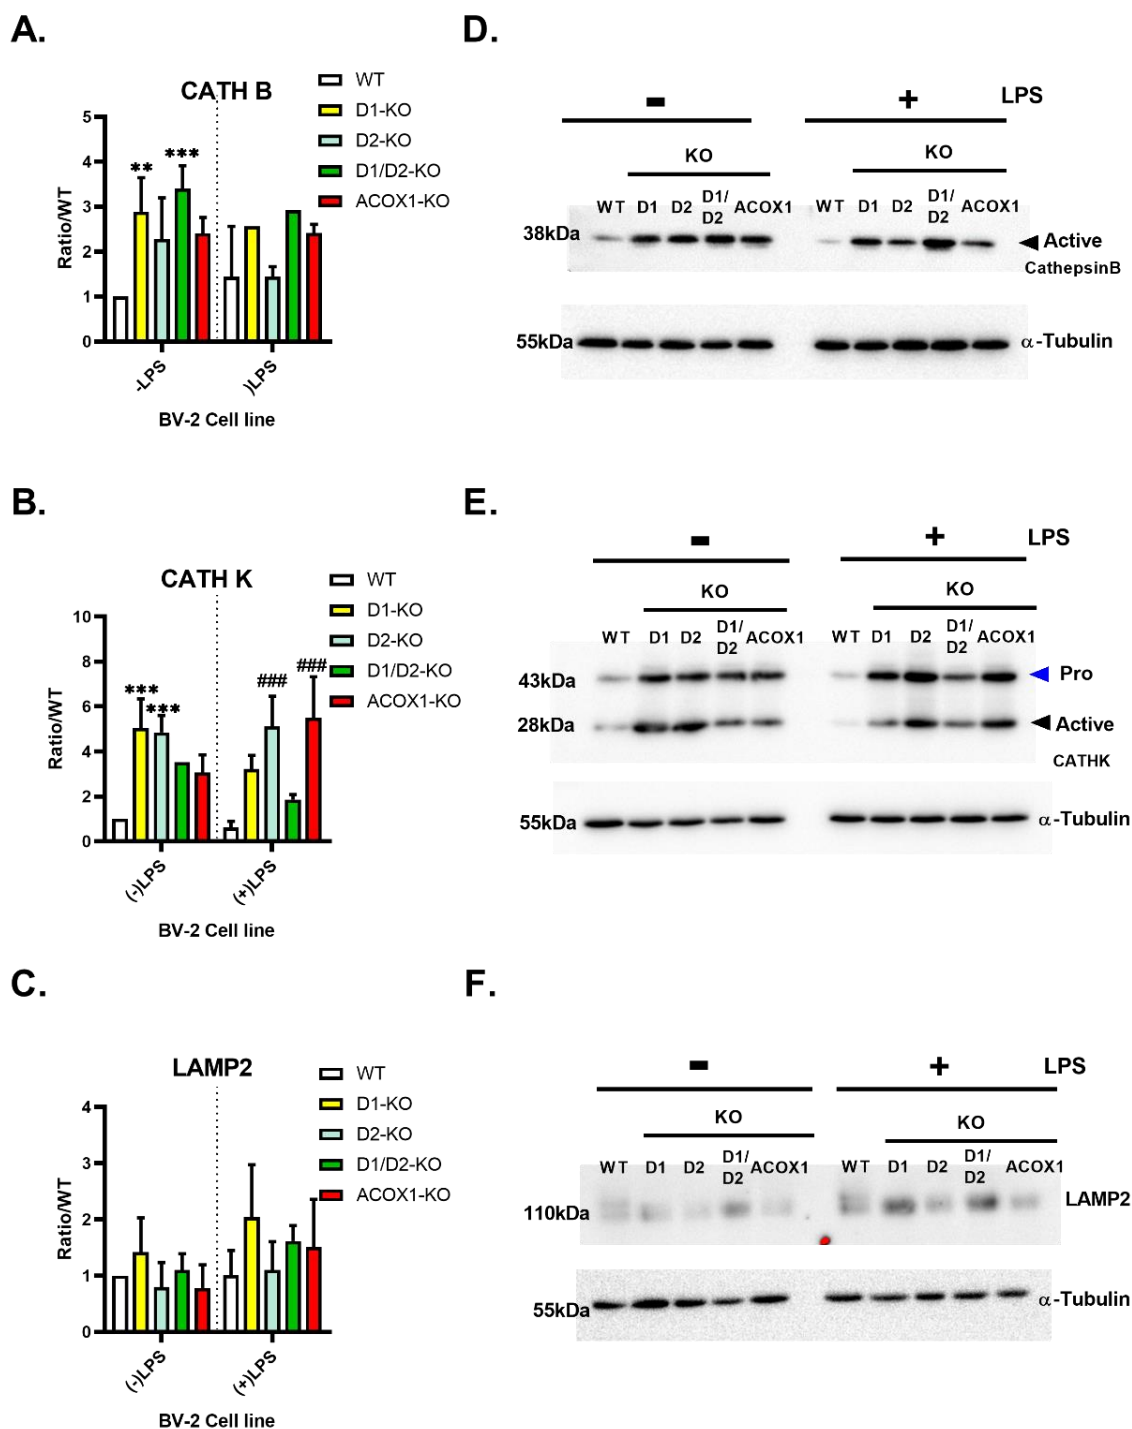 A.
CATH B
WT
D1-KO
D2-KO
D1/D2-KO
ACOX1-KO
Ratio/WT
5
4
3
2
1
0
** ***
-LPS
)LPS
BV-2 Cell line
D.
- + LPS
KO KO
WT D1 D2 D1/D2 ACOX1 WT D1 D2 D1/D2 ACOX1
38kDa
Active
CathepsinB
55kDa
α-Tubulin
B.
CATH K
WT
D1-KO
D2-KO
D1/D2-KO
ACOX1-KO
Ratio/WT
10
8
6
4
2
0
*** *** ### ###
(-)LPS
(+)LPS
BV-2 Cell line
E.
- + LPS
KO KO
WT D1 D2 D1/D2 ACOX1 WT D1 D2 D1/D2 ACOX1
43kDa
Pro
28kDa
Active
CATHK
55kDa
α-Tubulin
C.
LAMP2
WT
D1-KO
D2-KO
D1/D2-KO
ACOX1-KO
Ratio/WT
4
3
2
1
0
(-)LPS
(+)LPS
BV-2 Cell line
F.
- + LPS
KO KO
WT D1 D2 D1/D2 ACOX1 WT D1 D2 D1/D2 ACOX1
110kDa
LAMP2
55kDa
α-Tubulin